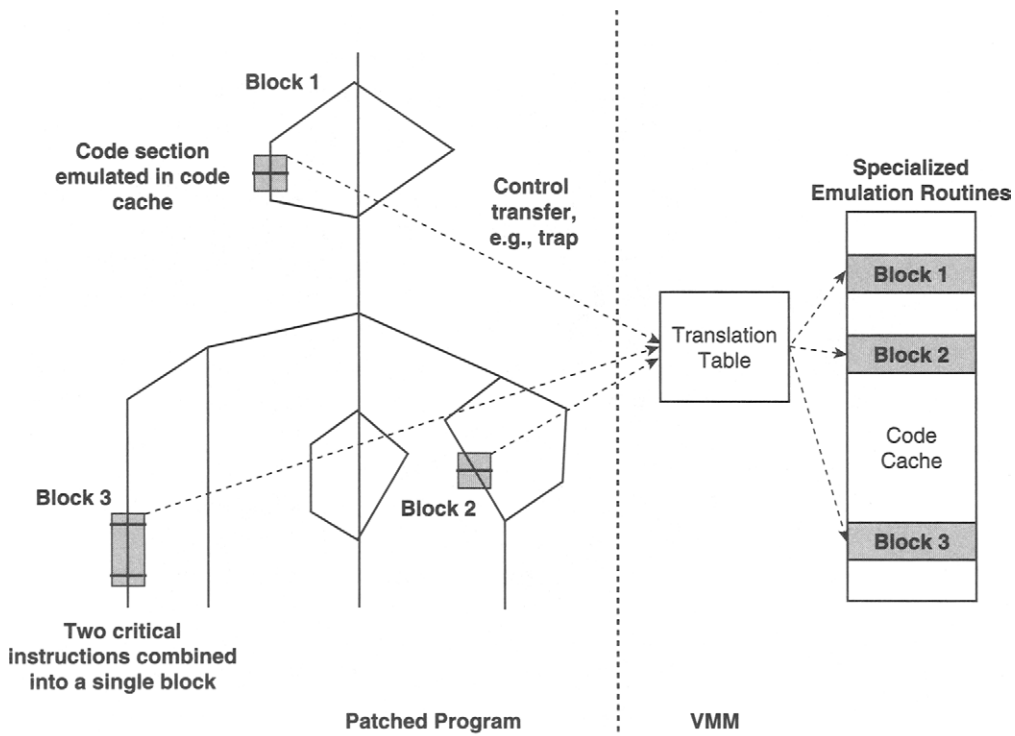 Block 1
Code section
emulated in code
cache
Control
transfer,
e.g., trap
Specialized
Emulation Routines
Block 1
Translation
Table
Block 2
Code
Cache
Block 3
Block 2
Block 3
Two critical
instructions combined
into a single block
Patched Program
VMM